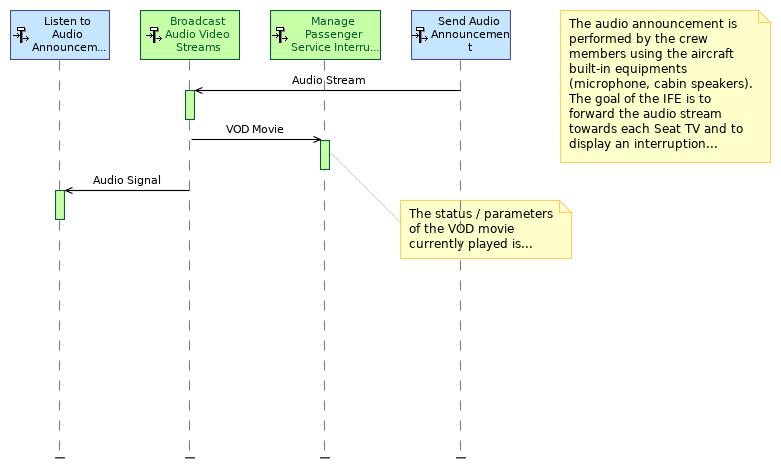 Listen to
Audio
Announcem...
Broadcast
Audio Video
Streams
Manage
Passenger
Service Interru...
Send Audio
Announcemen
t
The audio announcement is
performed by the crew
members using the aircraft
built-in equipments
(microphone, cabin speakers).
The goal of the IFE is to
forward the audio stream
towards each Seat TV and to
display an interruption...
Audio Stream
VOD Movie
Audio Signal
The status / parameters
of the VOD movie
currently played is...